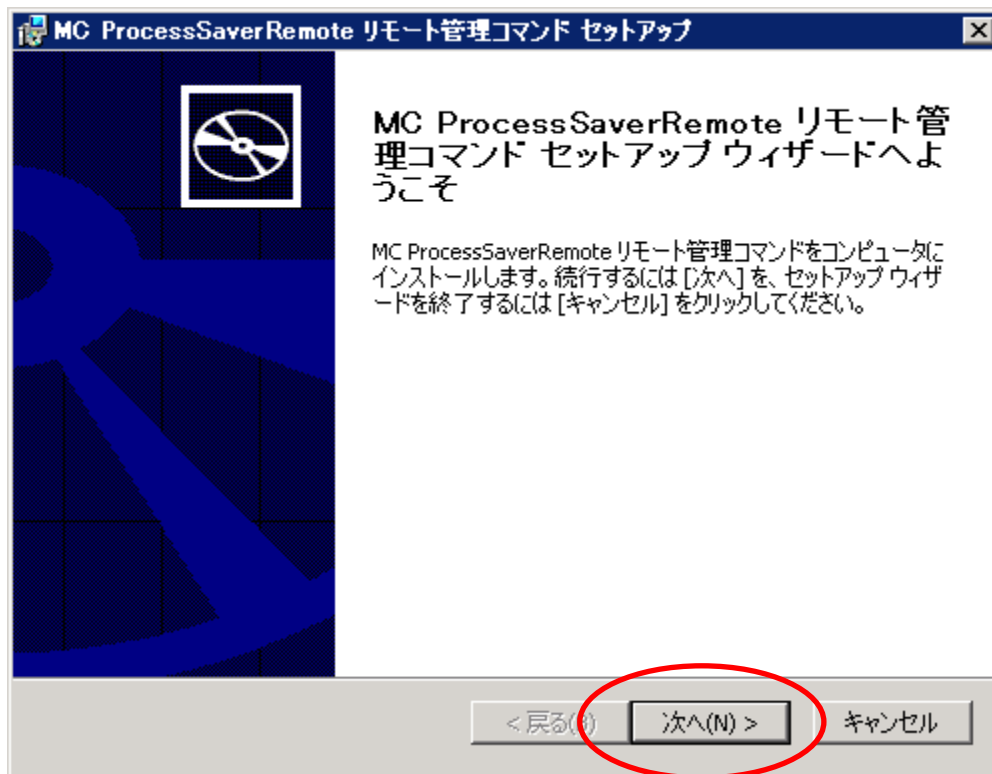 MC ProcessSaverRemote リモート管理コマンド セットアップ
MC ProcessSaverRemote リモート管
理コマンド セットアップ ウィザードへよ
うこそ
MC ProcessSaverRemote リモート管理コマンドをコンピュータに
インストールします。続行するには [次へ] を、セットアップ ウィザ
ードを終了するには [キャンセル] をクリックしてください。
< 戻る(B)
次へ(N) >
キャンセル